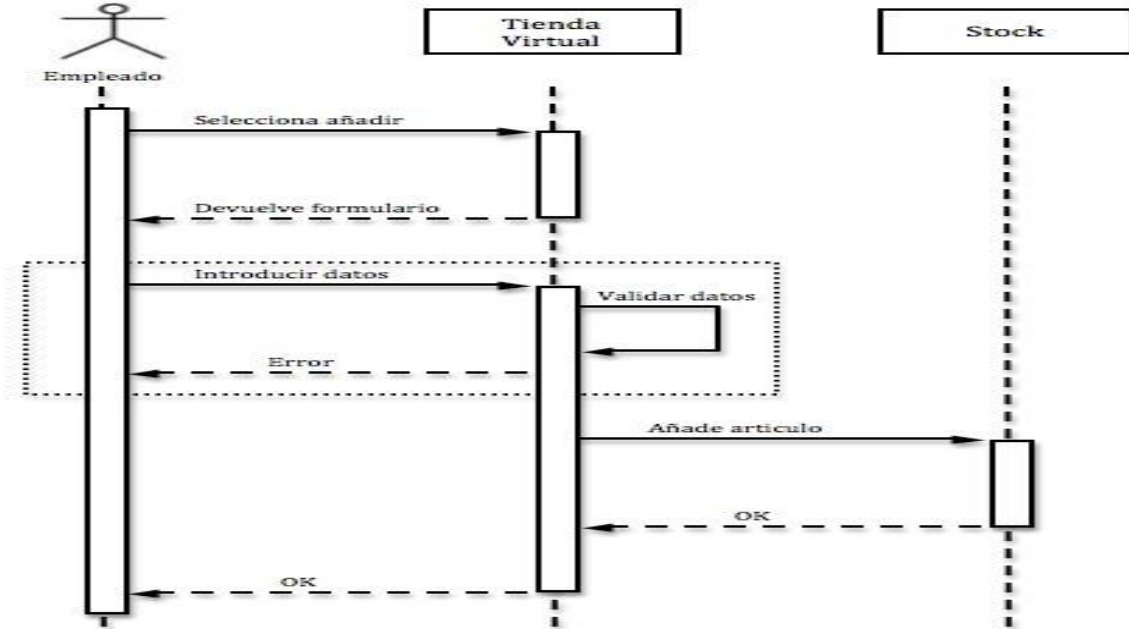 Tienda
Virtual
Stock
Empleado
Selecciona añadir
Devuelve formulario
Introducir datos
Validar datos
Error
Añade articulo
OK
OK